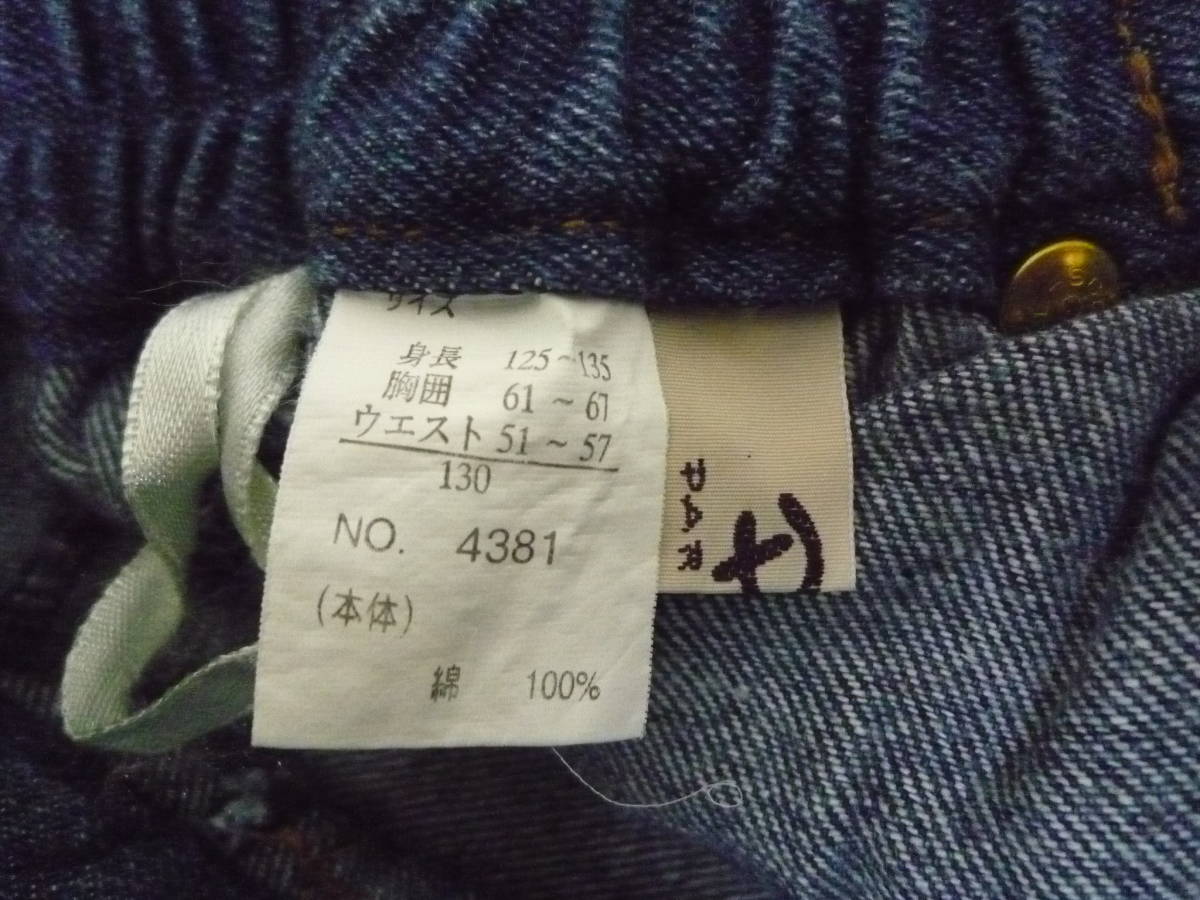 サイズ
身長 125~135
胸囲 61~67
ウエスト 51~57
130
NO. 4381
(本体)
綿 100%